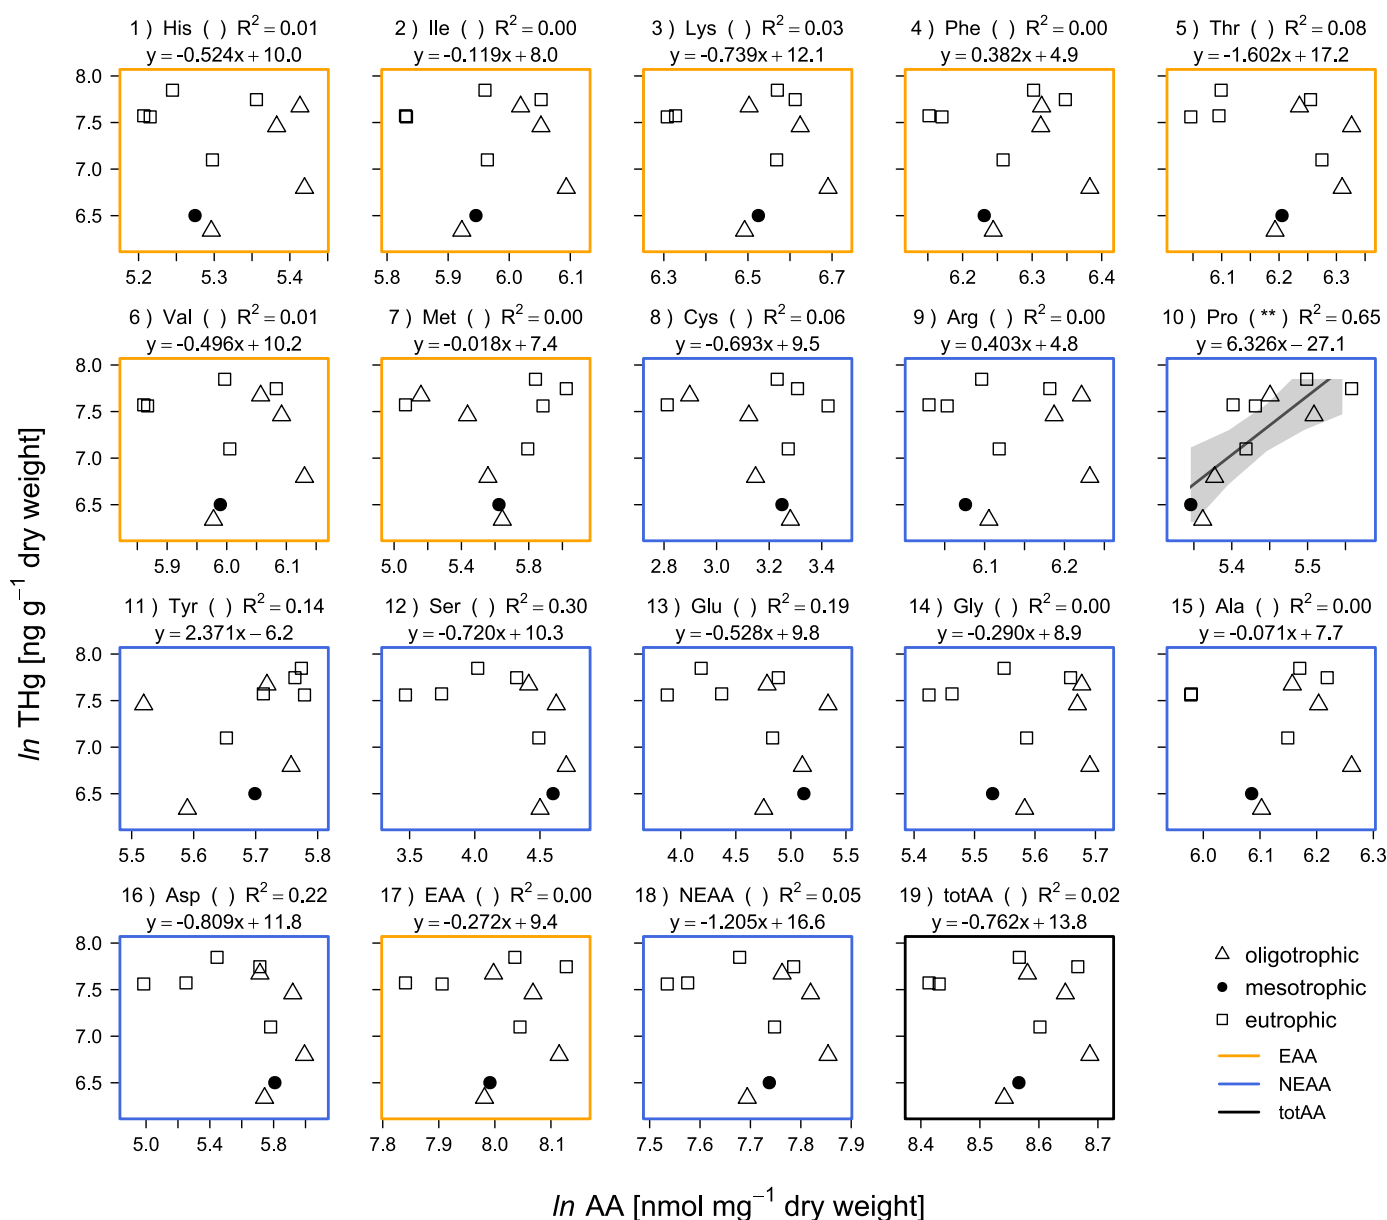 1 ) His ( ) R² = 0.01
y = -0.524x + 10.0
2 ) Ile ( ) R² = 0.00
y = -0.119x + 8.0
3 ) Lys ( ) R² = 0.03
y = -0.739x + 12.1
4 ) Phe ( ) R² = 0.00
y = 0.382x + 4.9
5 ) Thr ( ) R² = 0.08
y = -1.602x + 17.2
8.0
7.5
7.0
6.5
5.2 5.3 5.4
5.8 5.9 6.0 6.1
6.3 6.5 6.7
6.2 6.3 6.4
6.1 6.2 6.3
6 ) Val ( ) R² = 0.01
y = -0.496x + 10.2
7 ) Met ( ) R² = 0.00
y = -0.018x + 7.4
8 ) Cys ( ) R² = 0.06
y = -0.693x + 9.5
9 ) Arg ( ) R² = 0.00
y = 0.403x + 4.8
10 ) Pro (**) R² = 0.65
y = 6.326x − 27.1
8.0
7.5
7.0
6.5
5.9 6.0 6.1
5.0 5.4 5.8
2.8 3.0 3.2 3.4
6.1 6.2
5.4 5.5
11 ) Tyr ( ) R² = 0.14
y = 2.371x − 6.2
12 ) Ser ( ) R² = 0.30
y = -0.720x + 10.3
13 ) Glu ( ) R² = 0.19
y = -0.528x + 9.8
14 ) Gly ( ) R² = 0.00
y = -0.290x + 8.9
15 ) Ala ( ) R² = 0.00
y = -0.071x + 7.7
8.0
7.5
7.0
6.5
5.5 5.6 5.7 5.8
3.5 4.0 4.5
4.0 4.5 5.0 5.5
5.4 5.5 5.6 5.7
6.0 6.1 6.2 6.3
16 ) Asp ( ) R² = 0.22
y = -0.809x + 11.8
17 ) EAA ( ) R² = 0.00
y = -0.272x + 9.4
18 ) NEAA ( ) R² = 0.05
y = -1.205x + 16.6
19 ) totAA ( ) R² = 0.02
y = -0.762x + 13.8
8.0
7.5
7.0
6.5
5.0 5.4 5.8
7.8 7.9 8.0 8.1
7.5 7.6 7.7 7.8 7.9
8.4 8.5 8.6 8.7
oligotrophic
mesotrophic
eutrophic
EAA
NEAA
totAA
ln THg [ng g⁻¹ dry weight]
ln AA [nmol mg⁻¹ dry weight]